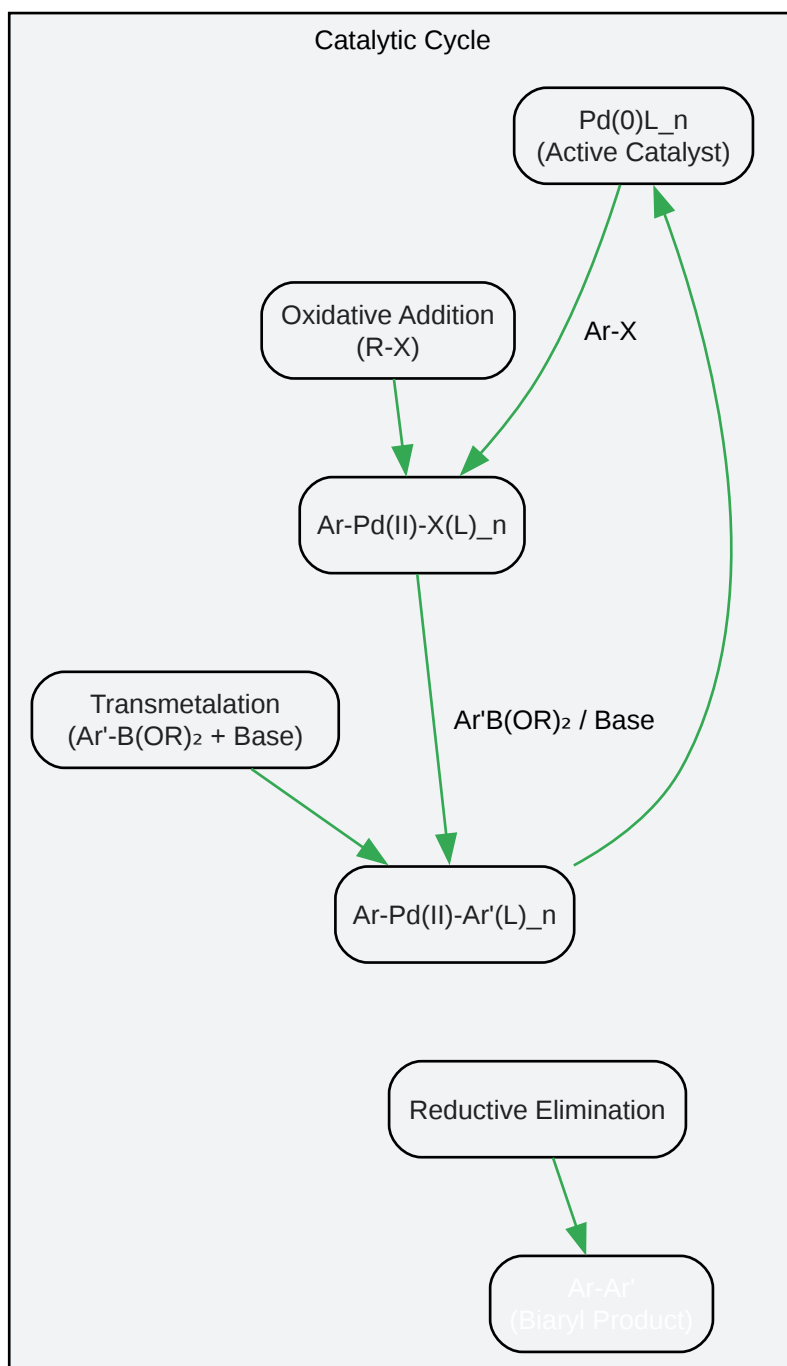 Catalytic Cycle
Pd(0)L_n
(Active Catalyst)
Oxidative Addition
(R-X)
Ar-X
Ar-Pd(II)-X(L)_n
Transmetalation
(Ar'-B(OR)₂ + Base)
Ar'B(OR)₂ / Base
Ar-Pd(II)-Ar'(L)_n
Reductive Elimination
Ar-Ar'
(Biaryl Product)